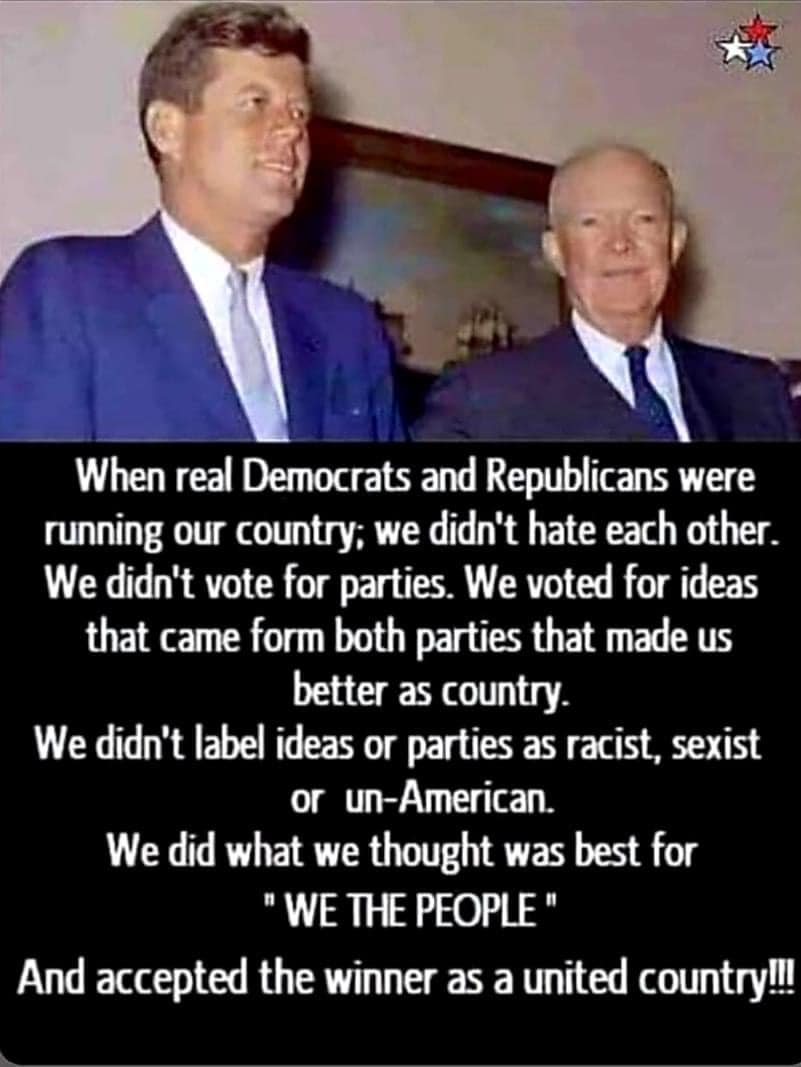 When real Democrats and Republicans were
running our country; we didn't hate each other.
We didn't vote for parties. We voted for ideas
that came form both parties that made us
better as country.
We didn't label ideas or parties as racist, sexist
or un-American.
We did what we thought was best for
" WE THE PEOPLE "
And accepted the winner as a united country!!!